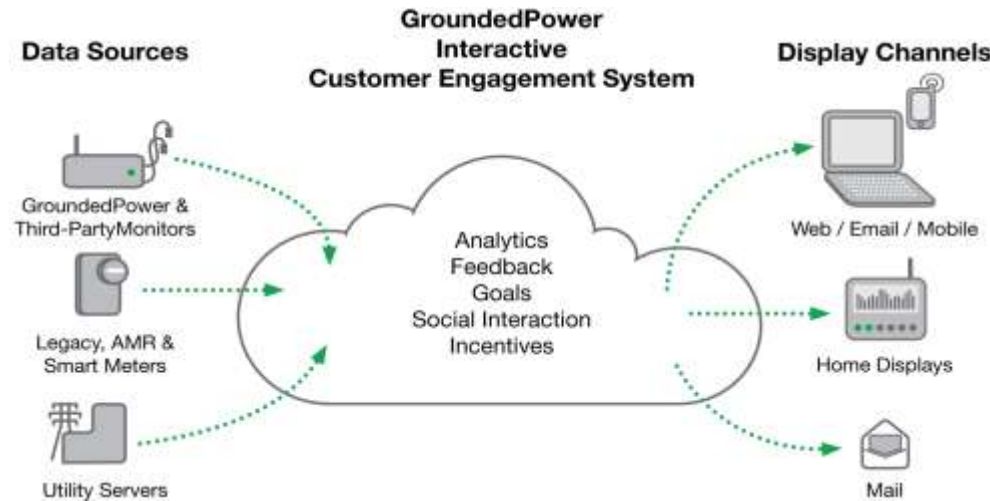 GroundedPower
Interactive
Customer Engagement System
Data Sources
Display Channels
GroundedPower &
Third-PartyMonitors
Legacy, AMR &
Smart Meters
Utility Servers
Analytics
Feedback
Goals
Social Interaction
Incentives
Web / Email / Mobile
Home Displays
Mail